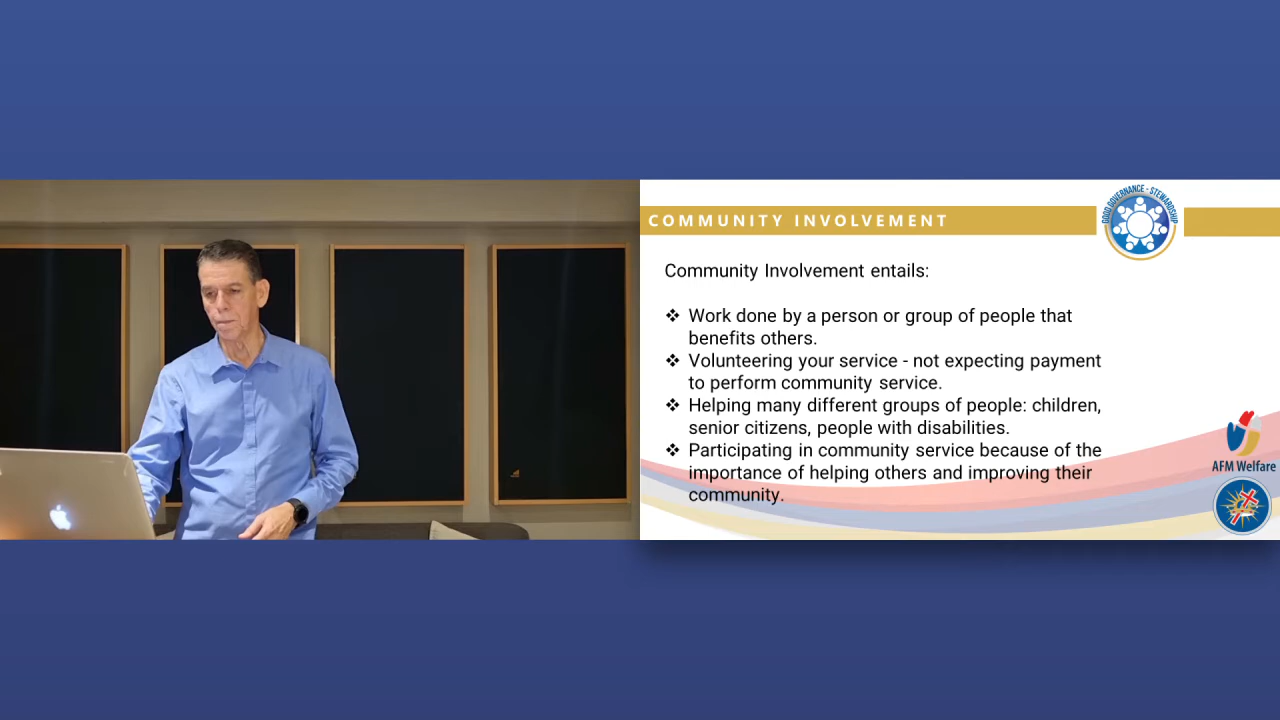 COMMUNITY INVOLVEMENT
GOOD GOVERNANCE - STEWARDSHIP
Community Involvement entails:
❖ Work done by a person or group of people that
benefits others.
❖ Volunteering your service - not expecting payment
to perform community service.
❖ Helping many different groups of people: children,
senior citizens, people with disabilities.
❖ Participating in community service because of the
importance of helping others and improving their
community.
AFM Welfare